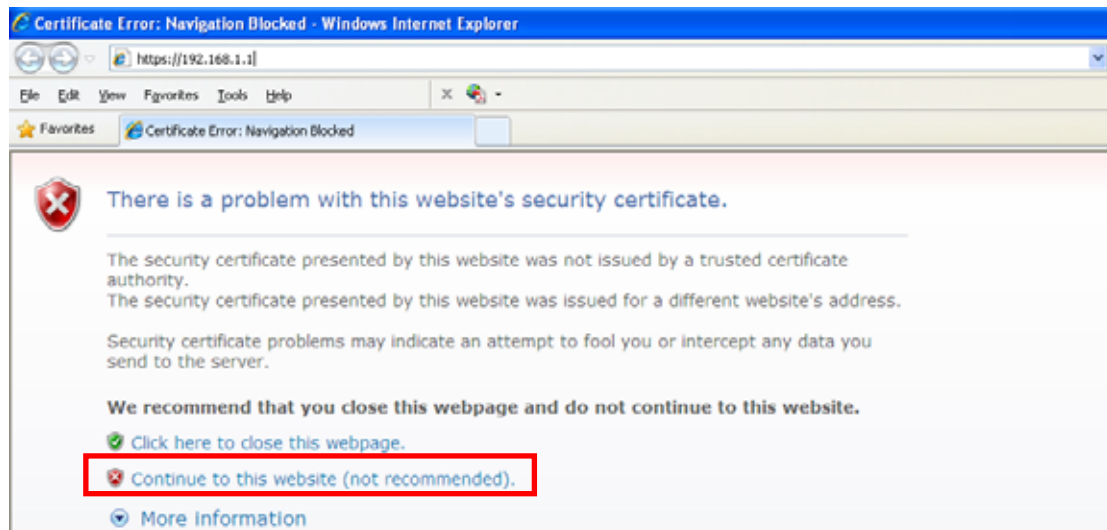 Certificate Error: Navigation Blocked - Windows Internet Explorer
https://192.168.1.1
File Edit View Favorites Tools Help
Favorites Certificate Error: Navigation Blocked
There is a problem with this website's security certificate.
The security certificate presented by this website was not issued by a trusted certificate
authority.
The security certificate presented by this website was issued for a different website's address.
Security certificate problems may indicate an attempt to fool you or intercept any data you
send to the server.
We recommend that you close this webpage and do not continue to this website.
Click here to close this webpage.
Continue to this website (not recommended).
More information